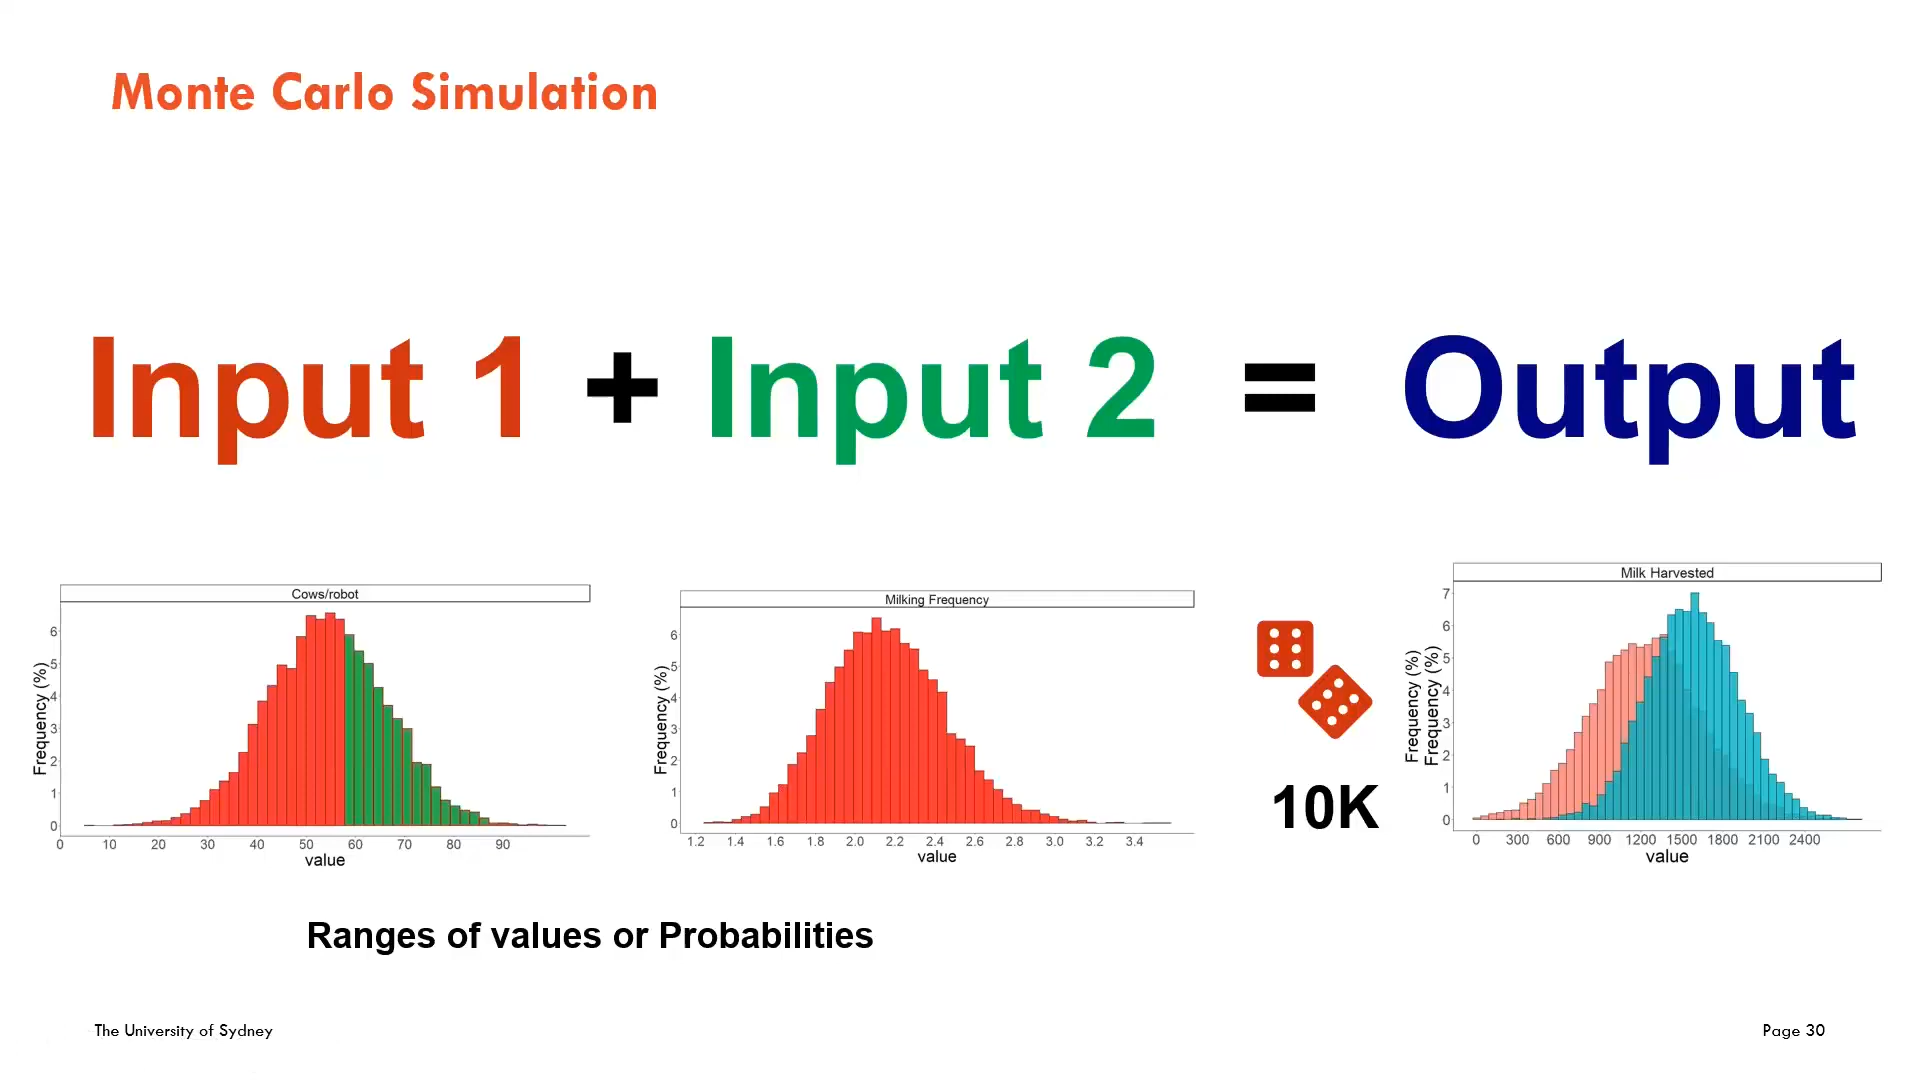 Monte Carlo Simulation
Input 1 + Input 2 = Output
Cows/robot
Frequency (%)
6
5
4
3
2
1
0
0 10 20 30 40 50 60 70 80 90
value
Milking Frequency
Frequency (%)
6
5
4
3
2
1
0
1.2 1.4 1.6 1.8 2.0 2.2 2.4 2.6 2.8 3.0 3.2 3.4
value
10K
Milk Harvested
Frequency (%)
Frequency (%)
7
6
5
4
3
2
1
0
0 300 600 900 1200 1500 1800 2100 2400
value
Ranges of values or Probabilities
The University of Sydney
Page 30